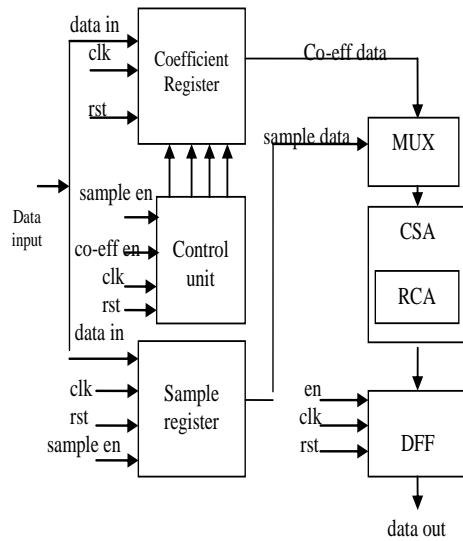 data in
clk
rst
Coefficient
Register
Co-eff data
sample data
MUX
sample en
co-eff en
clk
rst
Control
unit
Data
input
CSA
RCA
data in
clk
rst
sample en
Sample
register
en
clk
rst
DFF
data out